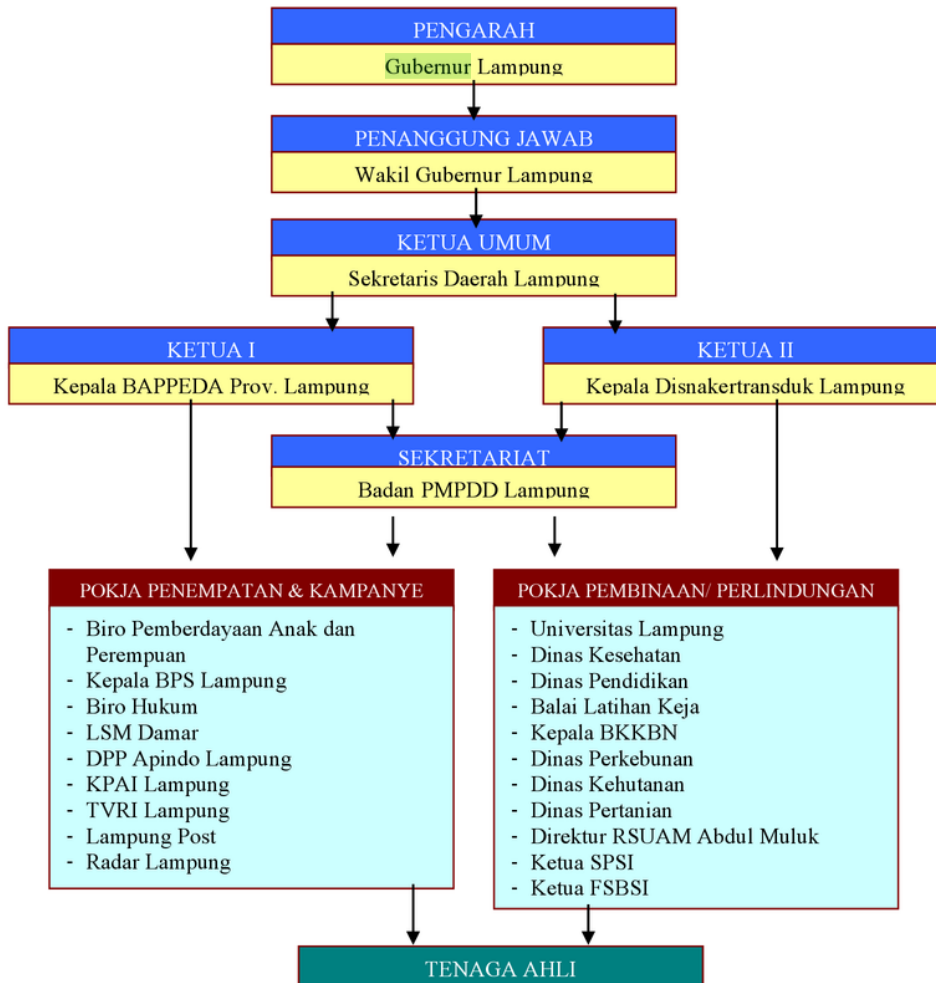 PENGARAH
Gubernur Lampung
PENANGGUNG JAWAB
Wakil Gubernur Lampung
KETUA UMUM
Sekretaris Daerah Lampung
KETUA I
Kepala BAPPEDA Prov. Lampung
KETUA II
Kepala Disnakertransduk Lampung
SEKRETARIAT
Badan PMPDD Lampung
POKJA PENEMPATAN & KAMPANYE
- Biro Pemberdayaan Anak dan
Perempuan
- Kepala BPS Lampung
- Biro Hukum
- LSM Damar
- DPP Apindo Lampung
- KPAI Lampung
- TVRI Lampung
- Lampung Post
- Radar Lampung
POKJA PEMBINAAN/ PERLINDUNGAN
- Universitas Lampung
- Dinas Kesehatan
- Dinas Pendidikan
- Balai Latihan Keja
- Kepala BKKBN
- Dinas Perkebunan
- Dinas Kehutanan
- Dinas Pertanian
- Direktur RSUAM Abdul Muluk
- Ketua SPSI
- Ketua FSBSI
TENAGA AHLI